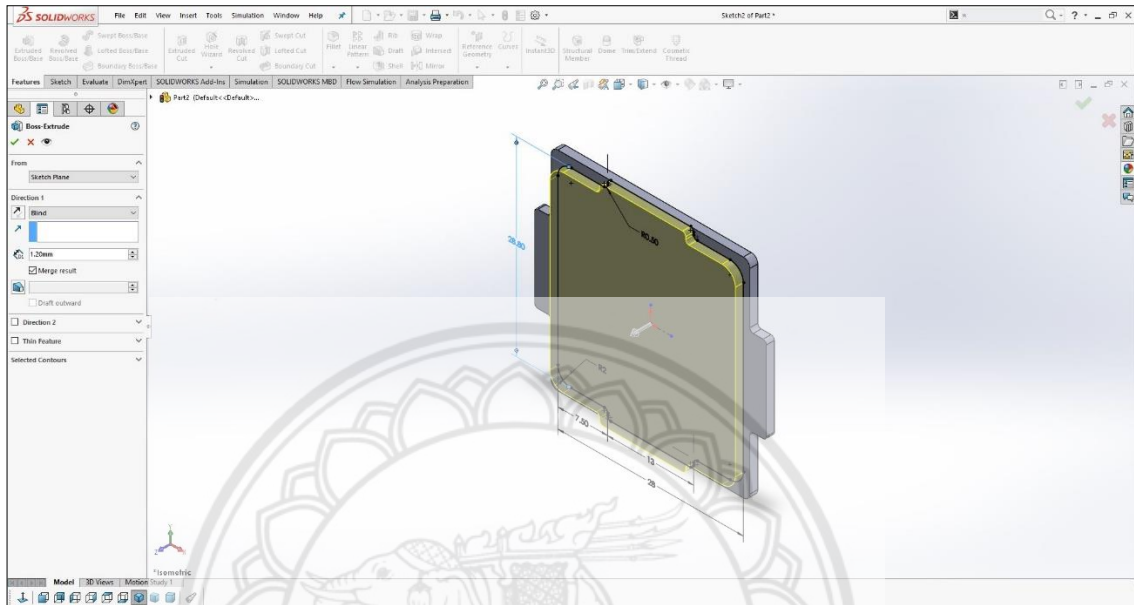 SOLIDWORKS File Edit View Insert Tools Simulation Window Help Sketch2 of Part2 *
Extruded Boss/Base
Revolved Boss/Base
Swept Boss/Base
Lofted Boss/Base
Boundary Boss/Base
Extruded Cut
Hole Wizard
Revolved Cut
Swept Cut
Lofted Cut
Boundary Cut
Fillet
Linear Pattern
Rib
Draft
Shell
Wrap
Intersect
Mirror
Reference Geometry
Curves
Instant3D
Structural Member
Dome
Trim/Extend
Cosmetic Thread
Features Sketch Evaluate DimXpert SOLIDWORKS Add-Ins Simulation SOLIDWORKS MBD Flow Simulation Analysis Preparation
Part2 (Default<<Default>...
Boss-Extrude
From
Sketch Plane
Direction 1
Blind
1.20mm
Merge result
Draft outward
Direction 2
Thin Feature
Selected Contours
28.80
R0.50
R2
7.50
13
28
*Isometric
Model 3D Views Motion Study 1